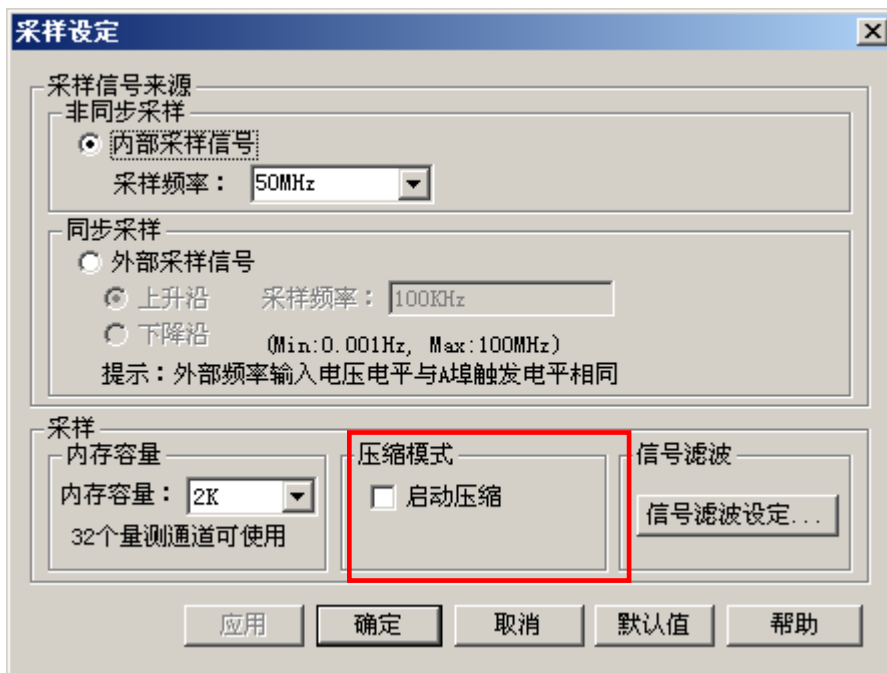 采样设定
采样信号来源
非同步采样
内部采样信号
采样频率： 50MHz
同步采样
外部采样信号
上升沿 采样频率： 100KHz
下降沿 (Min:0.001Hz, Max:100MHz)
提示：外部频率输入电压电平与A埠触发电平相同
采样
内存容量 压缩模式 信号滤波
内存容量： 2K 启动压缩 信号滤波设定...
32个量测通道可使用
应用 确定 取消 默认值 帮助